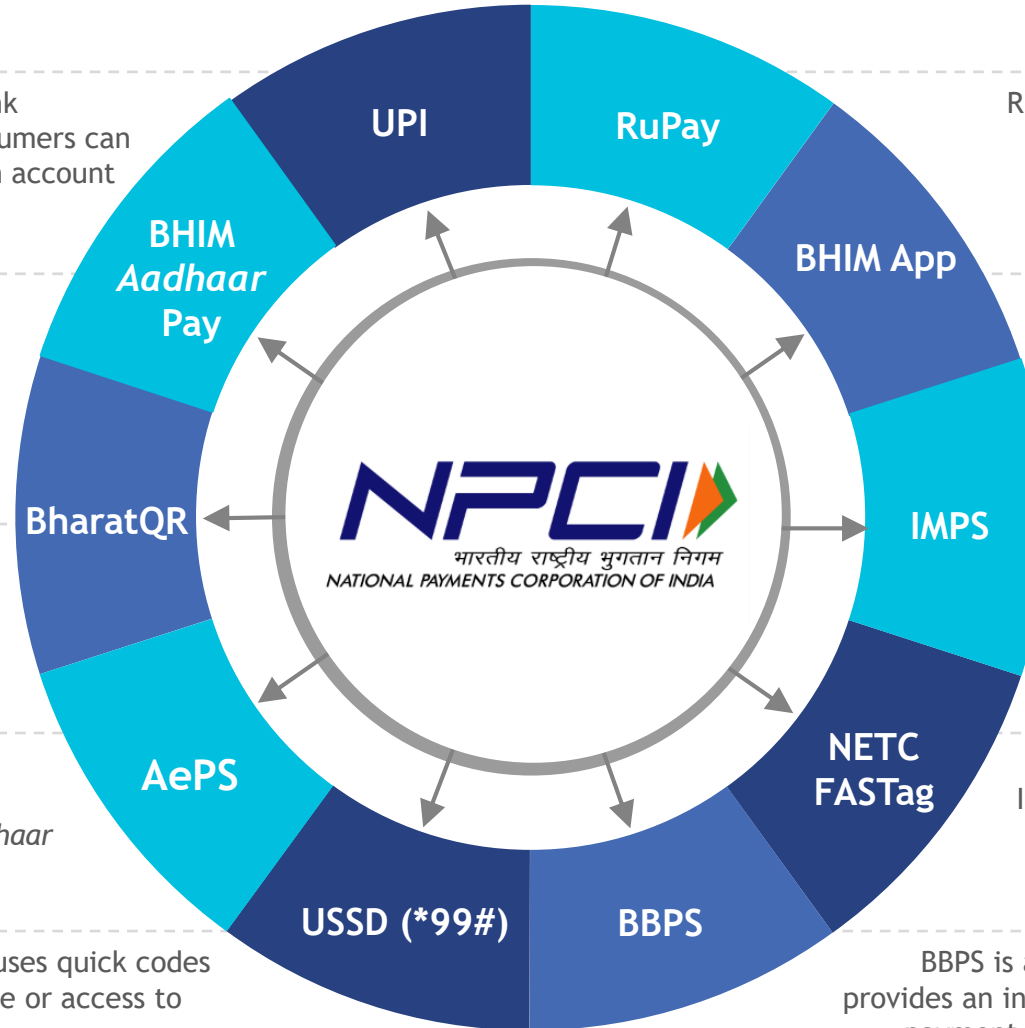 UPI
RuPay
umers can
account
BHIM
Aadhaar
Pay
BHIM App
BharatQR
NPCI
भारतीय राष्ट्रीय भुगतान निगम
NATIONAL PAYMENTS CORPORATION OF INDIA
IMPS
AePS
NETC
FASTag
haar
USSD (*99#)
BBPS
uses quick codes
e or access to
BBPS is a
provides an in